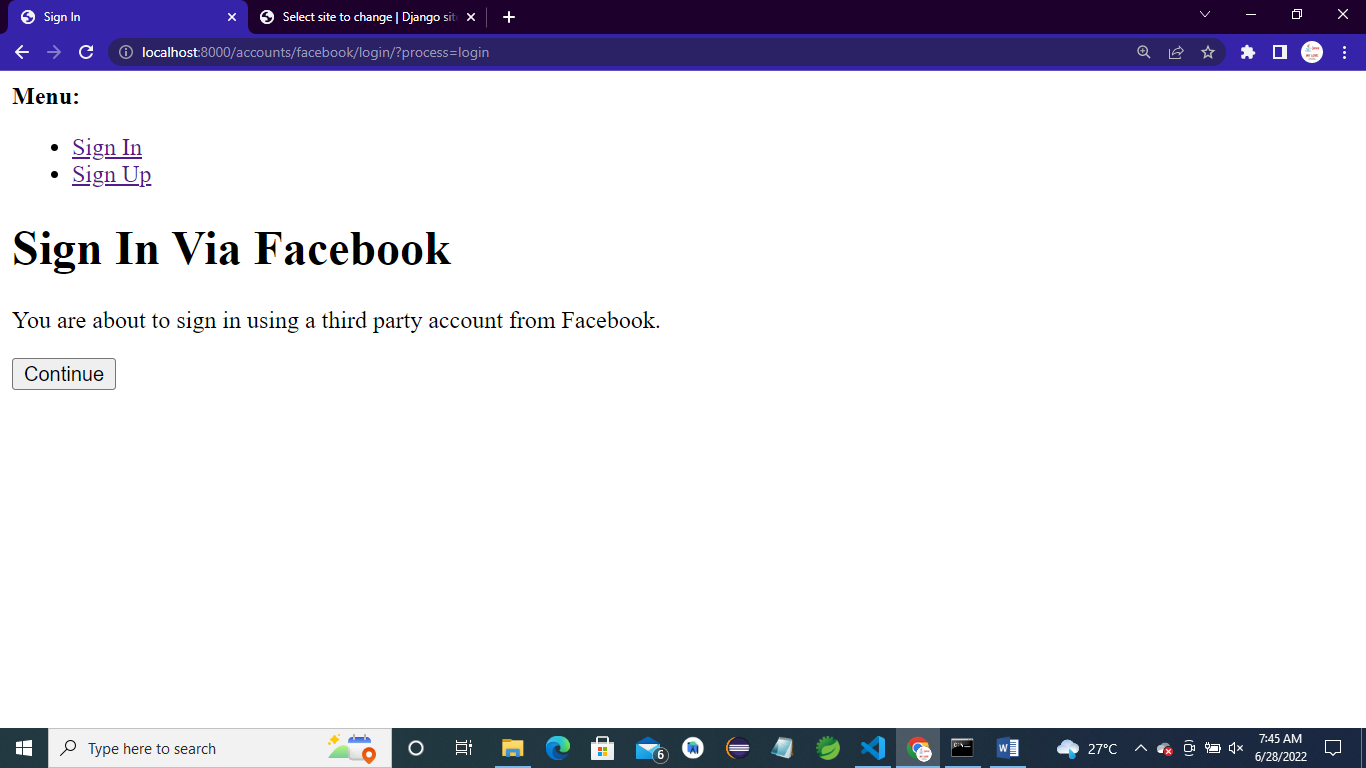 Sign In
Select site to change | Django sit
localhost:8000/accounts/facebook/login/?process=login
Menu:
Sign In
Sign Up
Sign In Via Facebook
You are about to sign in using a third party account from Facebook.
Continue
Type here to search
6
27°C
7:45 AM
6/28/2022